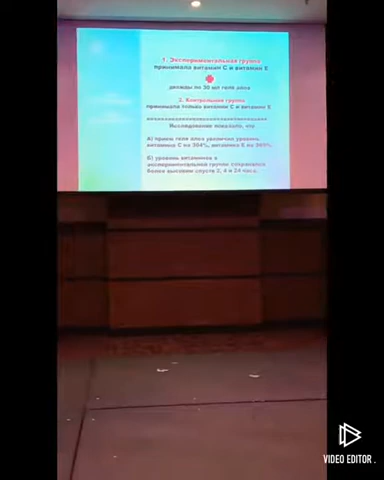 1. Экспериментальная группа
принимала витамин С и витамин Е
дважды по 30 мл геля алоэ
2. Контрольная группа
принимала только витамин С и витамин Е
Исследование показало, что
А) прием геля алоэ увеличил уровень
витамина С на 304%, витамина Е на 369%.
Б) уровень витаминов в
экспериментальной группе сохранялся
более высоким спустя 2, 4 и 24 часа.
VIDEO EDITOR .